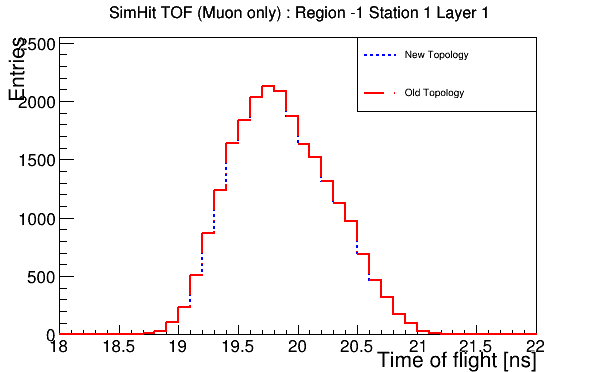 SimHit TOF (Muon only) : Region -1 Station 1 Layer 1
Entries
2500
2000
1500
1000
500
0
New Topology
Old Topology
18 18.5 19 19.5 20 20.5 21 21.5 22
Time of flight [ns]